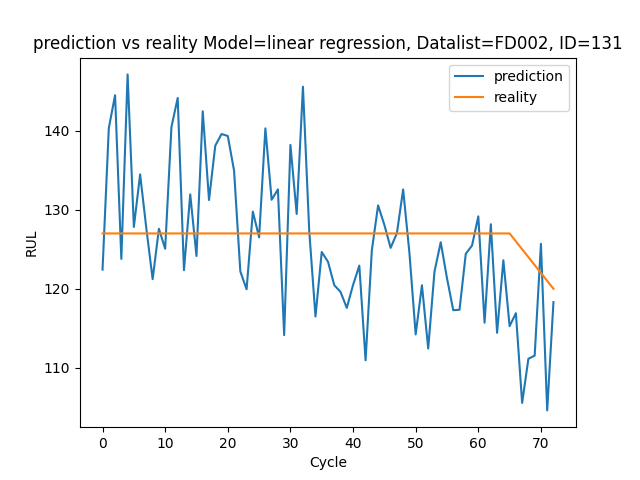 prediction vs reality Model=linear regression, Datalist=FD002, ID=131
prediction
reality
RUL
140
130
120
110
0 10 20 30 40 50 60 70
Cycle